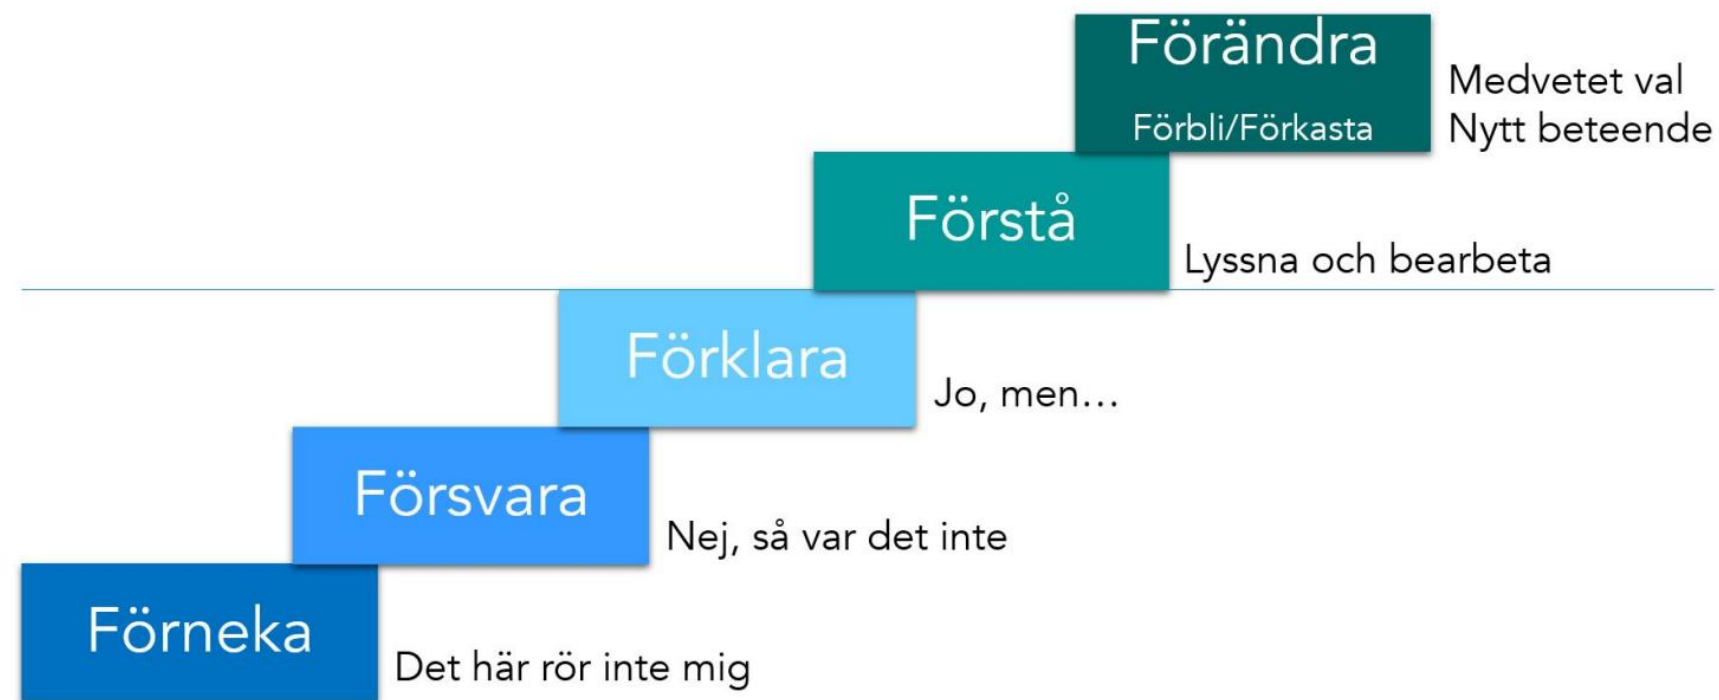 Förändra
Förbli/Förkasta
Medvetet val
Nytt beteende
Förstå
Lyssna och bearbeta
Förklara
Jo, men…
Försvara
Nej, så var det inte
Förneka
Det här rör inte mig